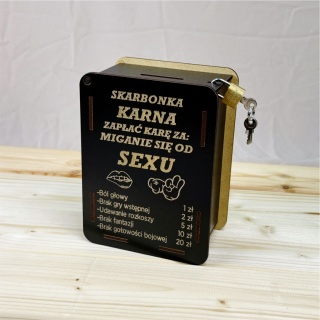 SKARBONKA
KARNA
ZAPŁAĆ KARĘ ZA:
MIGANIE SIĘ OD
SEXU
-Ból głowy 1 zł
-Brak gry wstępnej 2 zł
-Udawanie rozkoszy 5 zł
-Brak fantazji 10 zł
-Brak gotowości bojowej 20 zł